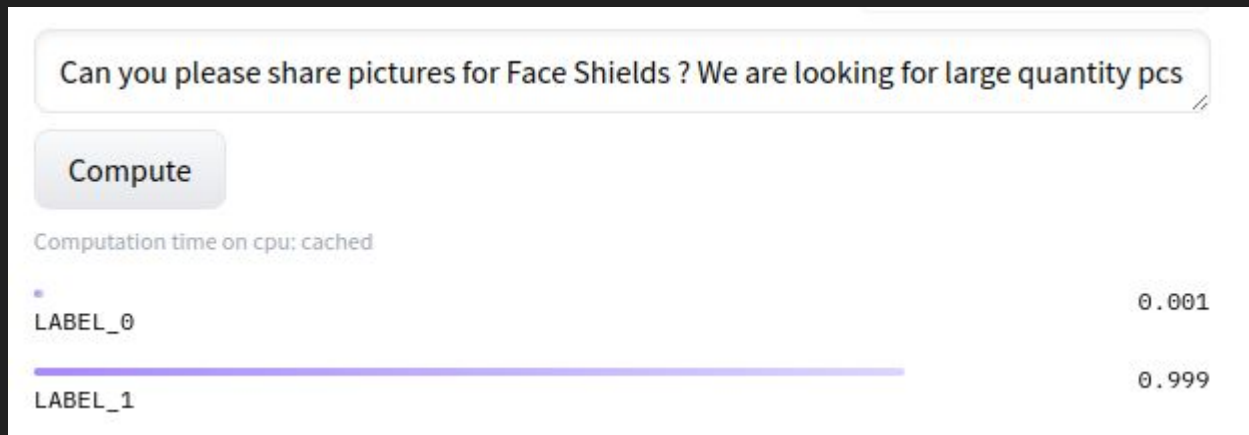 Can you please share pictures for Face Shields ? We are looking for large quantity pcs
Compute
Computation time on cpu: cached
0.001
LABEL_0
0.999
LABEL_1